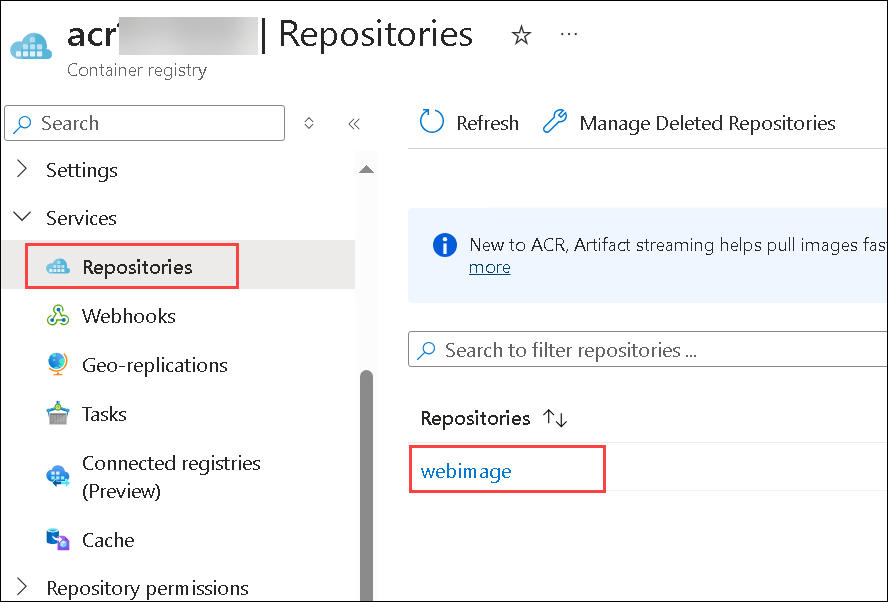 acr | Repositories
Container registry
Search
Refresh
Manage Deleted Repositories
Settings
Services
New to ACR, Artifact streaming helps pull images fas
more
Repositories
Webhooks
Geo-replications
Tasks
Connected registries
(Preview)
Cache
Repository permissions
Search to filter repositories ...
Repositories
webimage